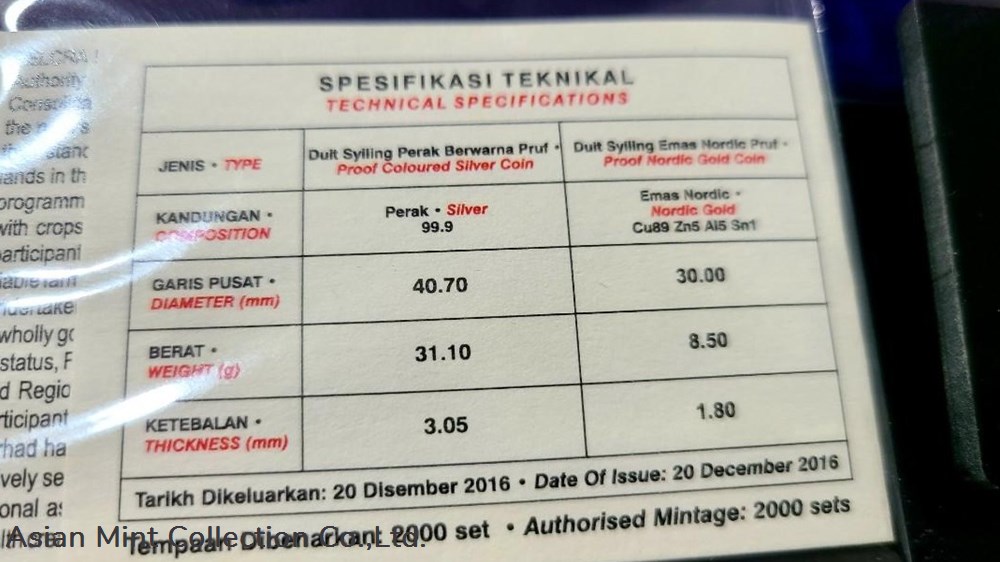 Authority
the
in th
programm
with crops
participant
wholly go
status, F
d Regio
rticipant
rhad ha
vely se
onal as
SPESIFIKASI TEKNIKAL
TECHNICAL SPECIFICATIONS
JENIS • TYPE
Duit Syiling Perak Berwarna Pruf •
Proof Coloured Silver Coin
Duit Syiling Emas Nordic Pruf •
Proof Nordic Gold Coin
KANDUNGAN •
COMPOSITION
Perak • Silver
99.9
Emas Nordic •
Nordic Gold
Cu89 Zn5 Al5 Sn1
GARIS PUSAT •
DIAMETER (mm)
40.70
30.00
BERAT •
WEIGHT (g)
31.10
8.50
KETEBALAN •
THICKNESS (mm)
3.05
1.80
Tarikh Dikeluarkan: 20 Disember 2016 • Date Of Issue: 20 December 2016
Tempaan Dibenarkan: 2000 set • Authorised Mintage: 2000 sets
Asian Mint Collection Co.,Ltd.